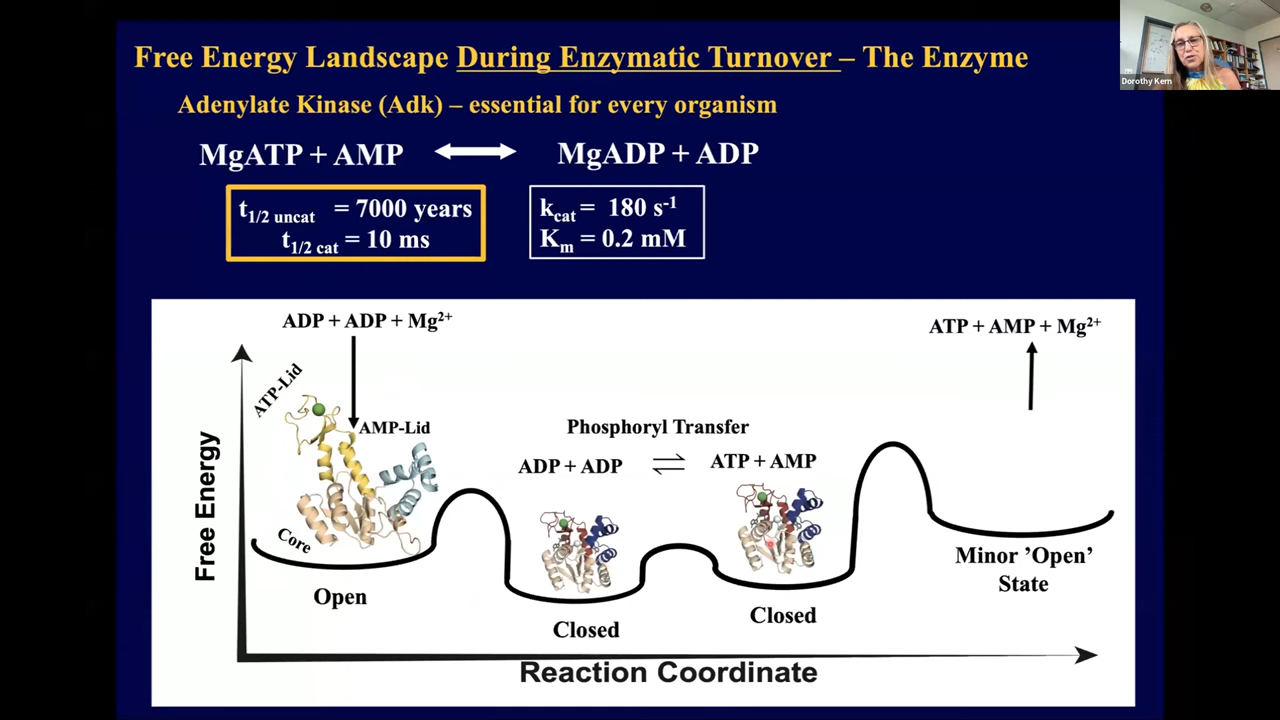 Free Energy Landscape During Enzymatic Turnover – The Enzyme
Dorothy Kern
Adenylate Kinase (Adk) – essential for every organism
MgATP + AMP ⟷ MgADP + ADP
t1/2 uncat = 7000 years
t1/2 cat = 10 ms
kcat = 180 s-1
Km = 0.2 mM
ADP + ADP + Mg2+
ATP + AMP + Mg2+
ATP-Lid
AMP-Lid
Phosphoryl Transfer
ADP + ADP ⇌ ATP + AMP
Free Energy
Core
Open
Closed
Closed
Minor 'Open'
State
Reaction Coordinate